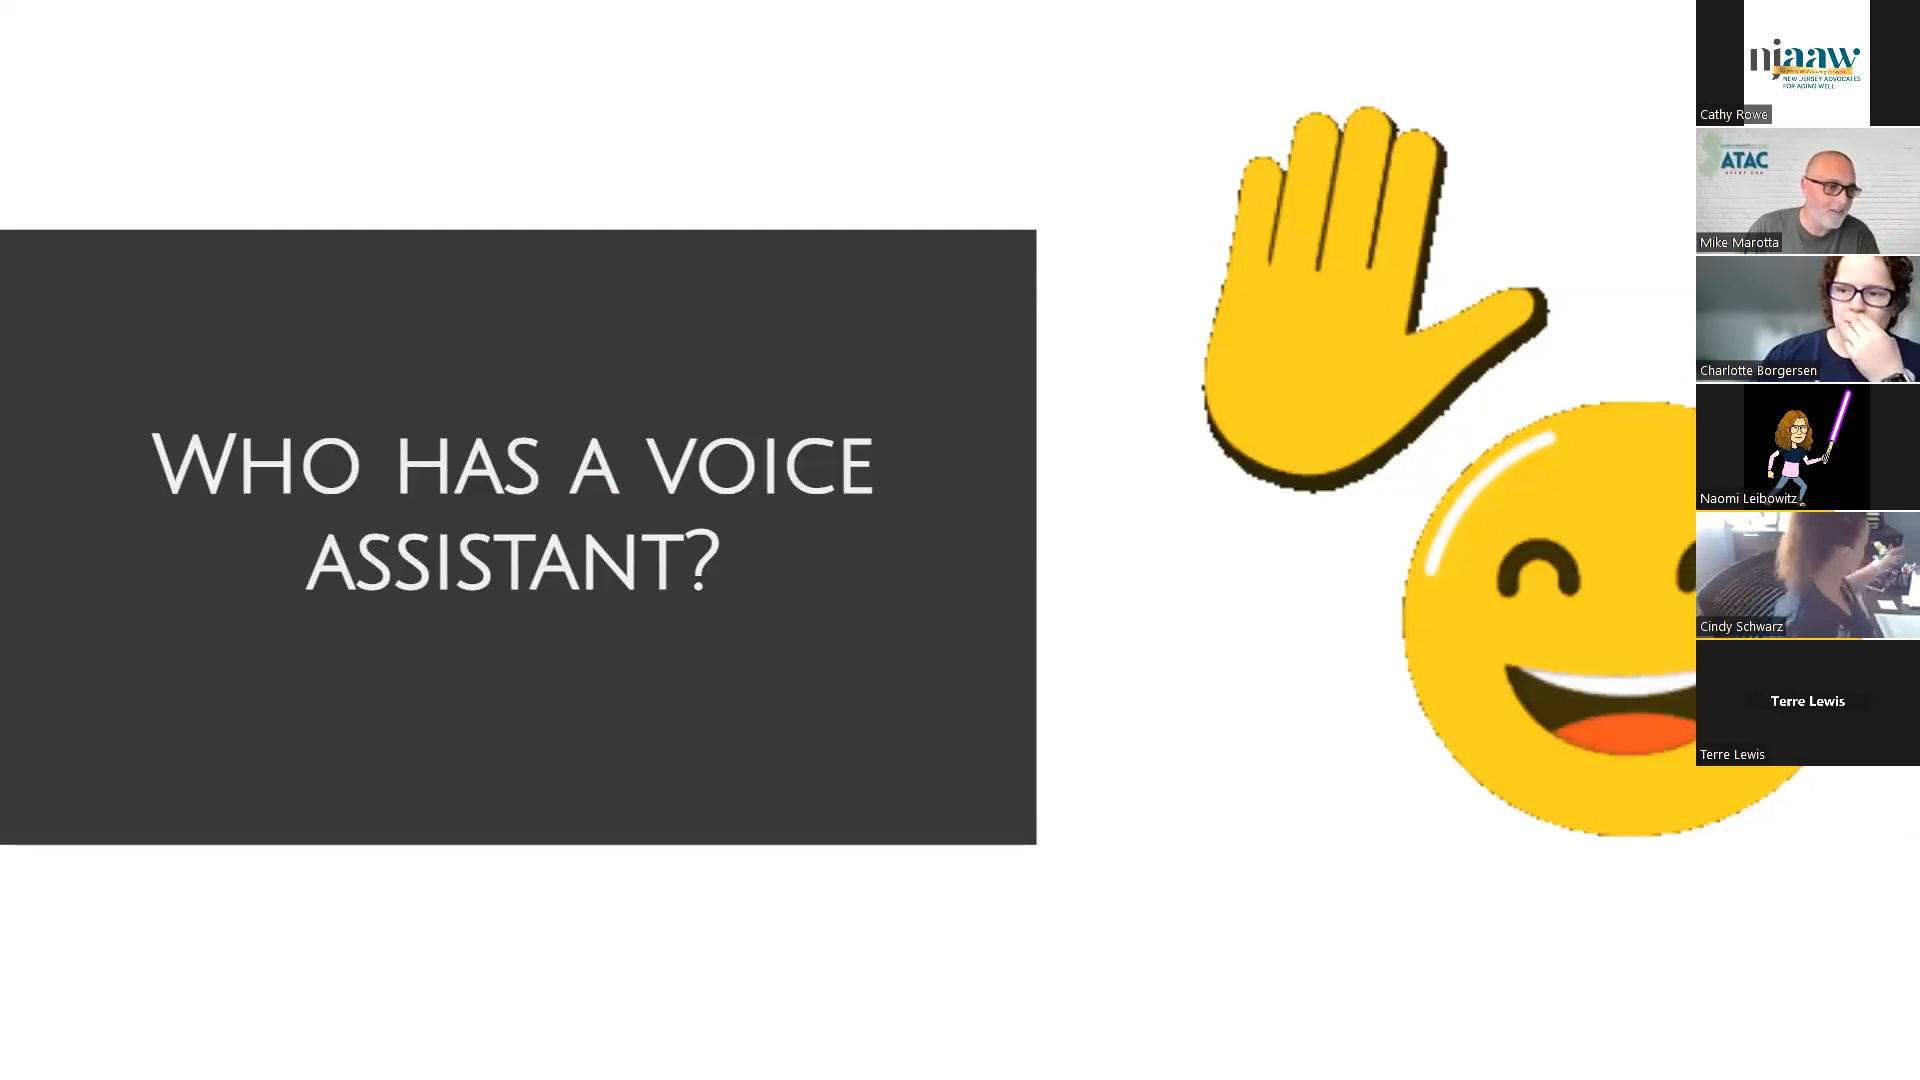 WHO HAS A VOICE
ASSISTANT?
njaaw
NEW JERSEY ADVOCATES
FOR AGING WELL
Cathy Rowe
ATAC
Mike Marotta
Charlotte Borgersen
Naomi Leibowitz
Cindy Schwarz
Terre Lewis
Terre Lewis